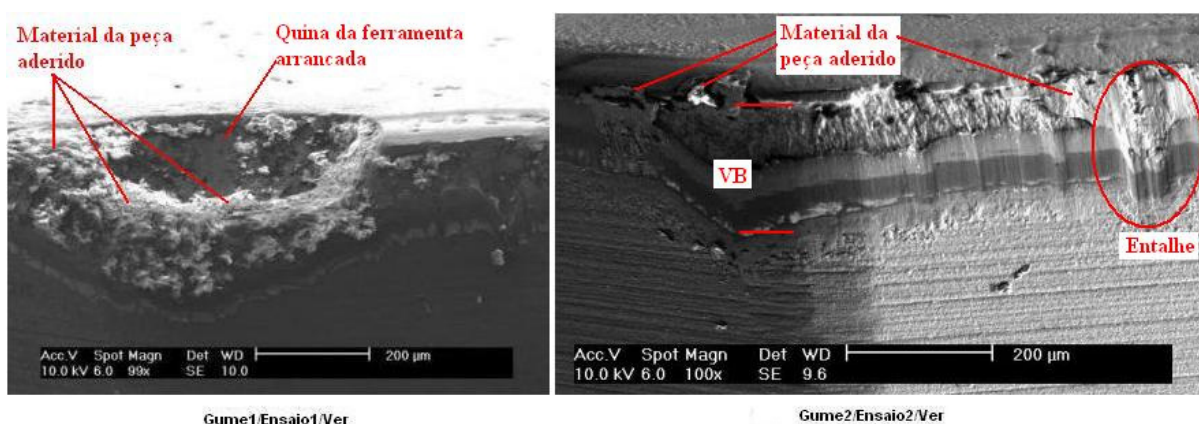 Material da peça
aderido
Quina da ferramenta
arrancada
Acc.V Spot Magn Det WD
10.0 kV 6.0 99x SE 10.0
200 µm
Gume1/Ensaio1/Ver
Material da
peça aderido
VB
Entalhe
Acc.V Spot Magn Det WD
10.0 kV 6.0 100x SE 9.6
200 µm
Gume2/Ensaio2/Ver